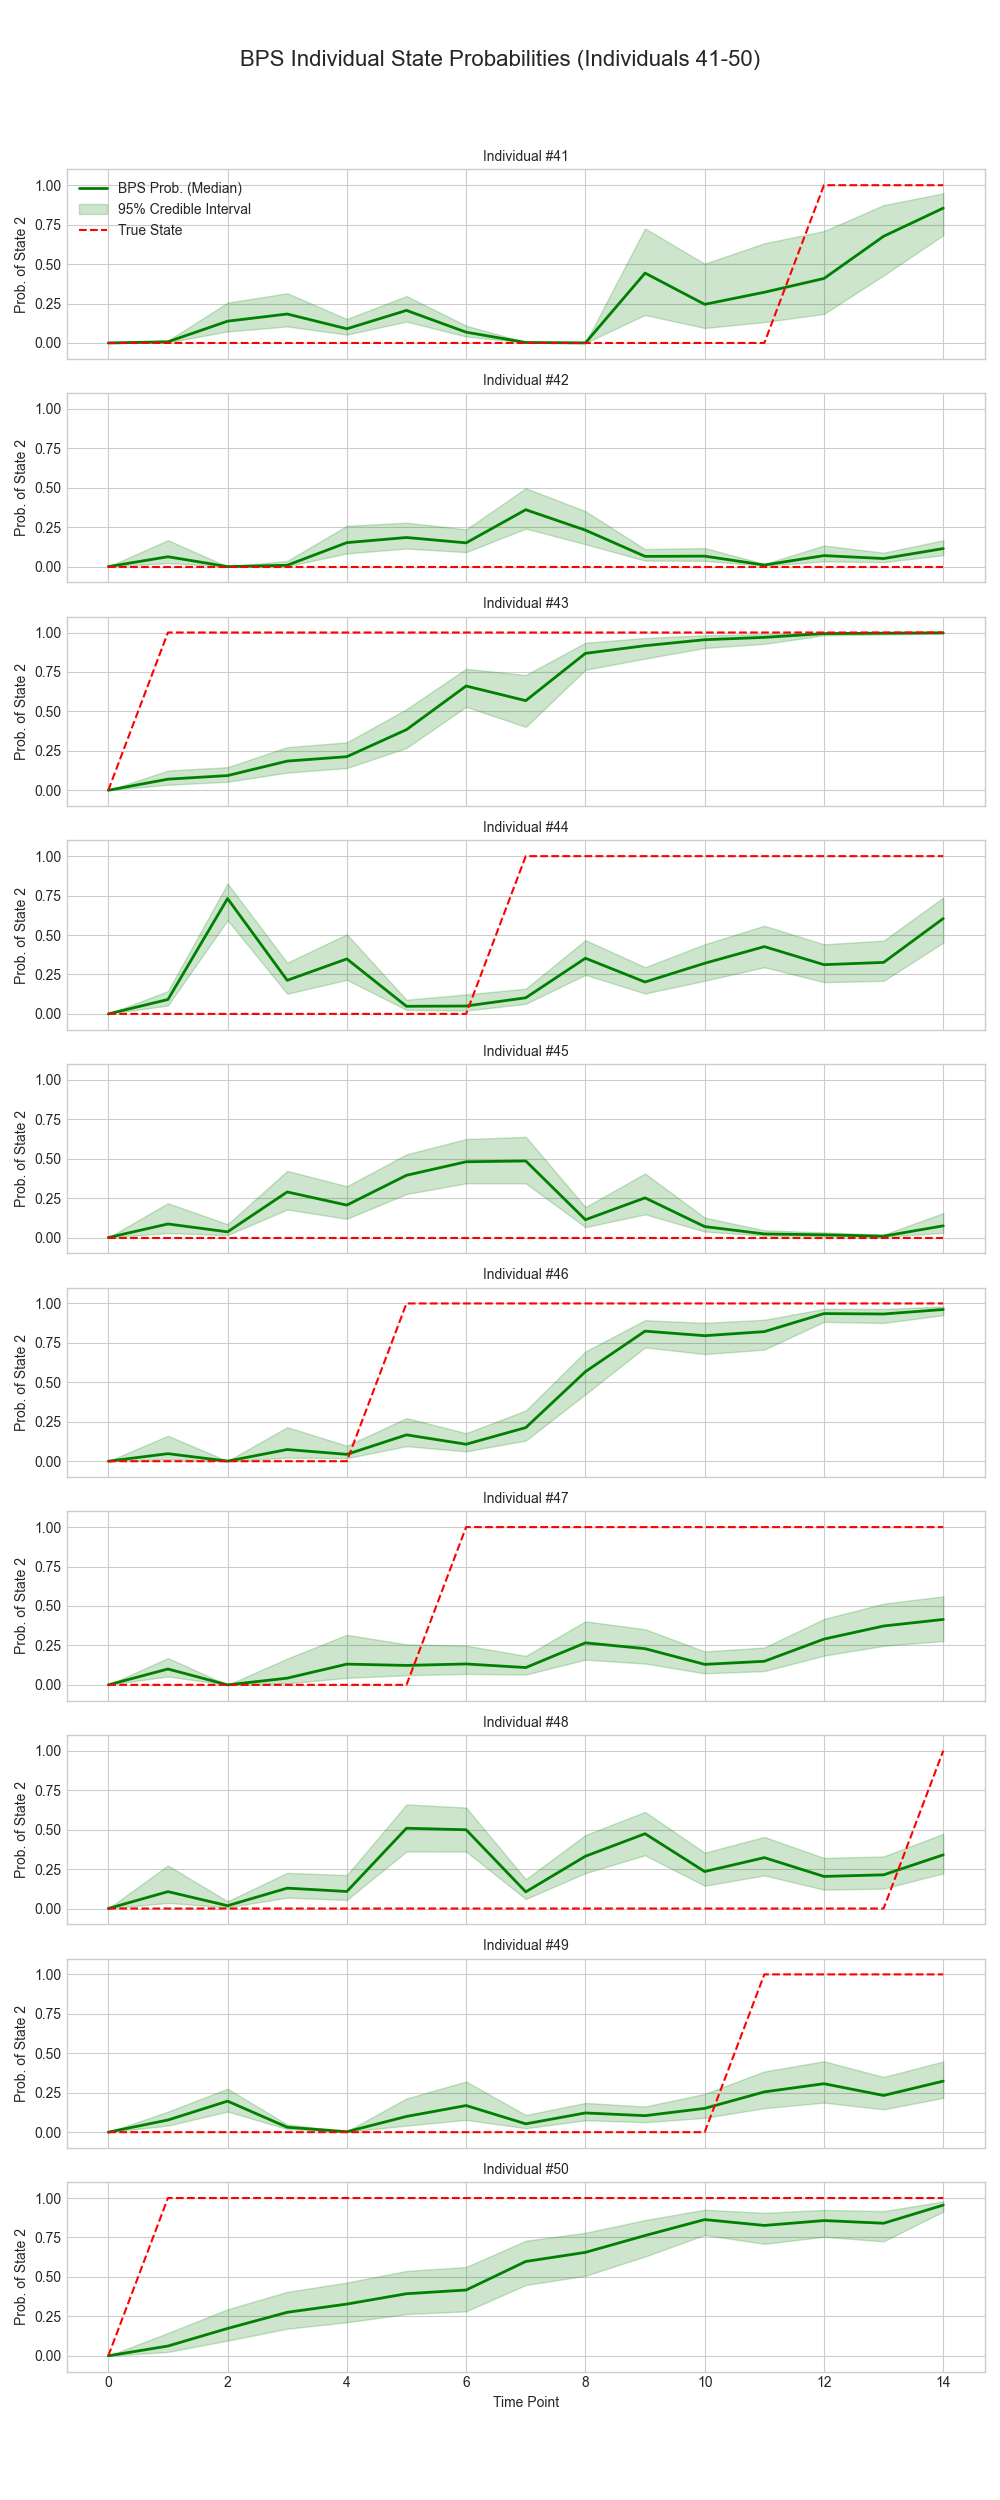 BPS Individual State Probabilities (Individuals 41-50)
Individual #41
1.00
0.75
0.50
0.25
0.00
Prob. of State 2
BPS Prob. (Median)
95% Credible Interval
True State
Individual #42
1.00
0.75
0.50
0.25
0.00
Prob. of State 2
Individual #43
1.00
0.75
0.50
0.25
0.00
Prob. of State 2
Individual #44
1.00
0.75
0.50
0.25
0.00
Prob. of State 2
Individual #45
1.00
0.75
0.50
0.25
0.00
Prob. of State 2
Individual #46
1.00
0.75
0.50
0.25
0.00
Prob. of State 2
Individual #47
1.00
0.75
0.50
0.25
0.00
Prob. of State 2
Individual #48
1.00
0.75
0.50
0.25
0.00
Prob. of State 2
Individual #49
1.00
0.75
0.50
0.25
0.00
Prob. of State 2
Individual #50
1.00
0.75
0.50
0.25
0.00
Prob. of State 2
0 2 4 6 8 10 12 14
Time Point